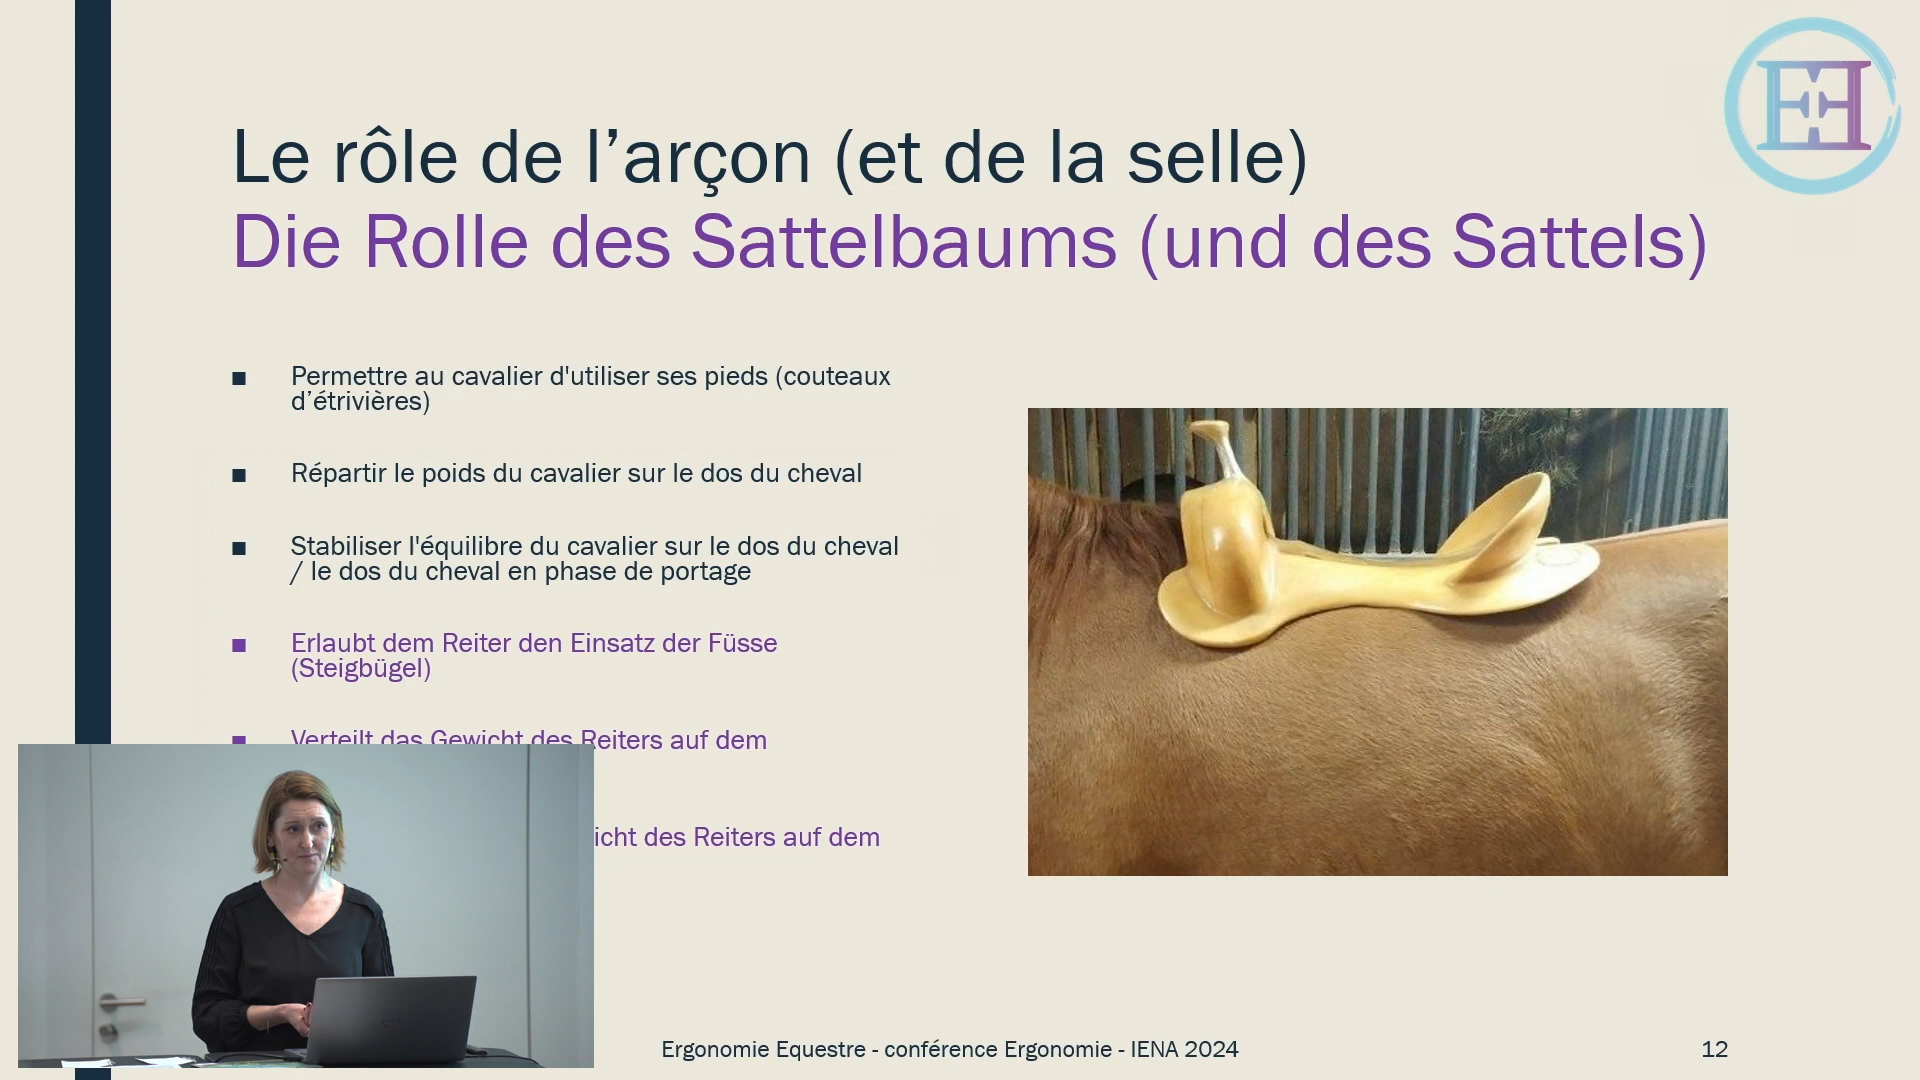 Le rôle de l’arçon (et de la selle)
Die Rolle des Sattelbaums (und des Sattels)
■ Permettre au cavalier d'utiliser ses pieds (couteaux
d’étrivières)
■ Répartir le poids du cavalier sur le dos du cheval
■ Stabiliser l'équilibre du cavalier sur le dos du cheval
/ le dos du cheval en phase de portage
■ Erlaubt dem Reiter den Einsatz der Füsse
(Steigbügel)
■ Verteilt das Gewicht des Reiters auf dem
des Reiters auf dem
Ergonomie Equestre - conférence Ergonomie - IENA 2024
12